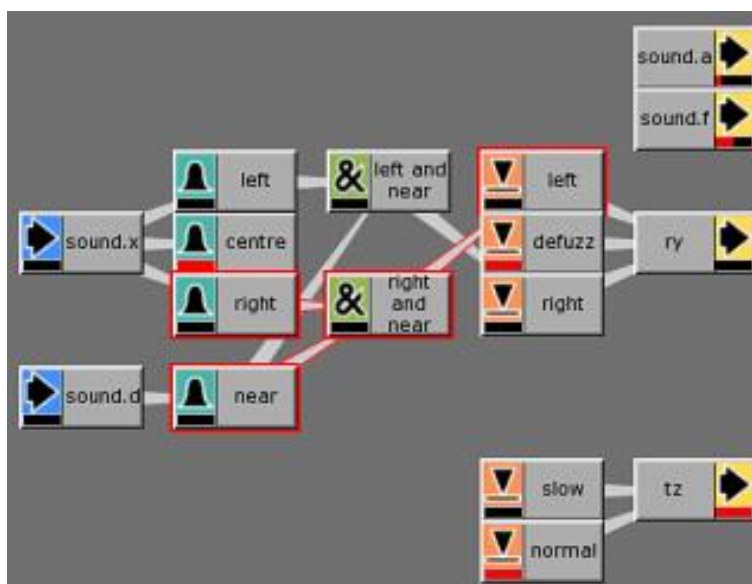 sound.a
sound.f
left
left and
near
left
sound.x
centre
defuzz
ry
right
right
and
near
right
sound.d
near
slow
tz
normal